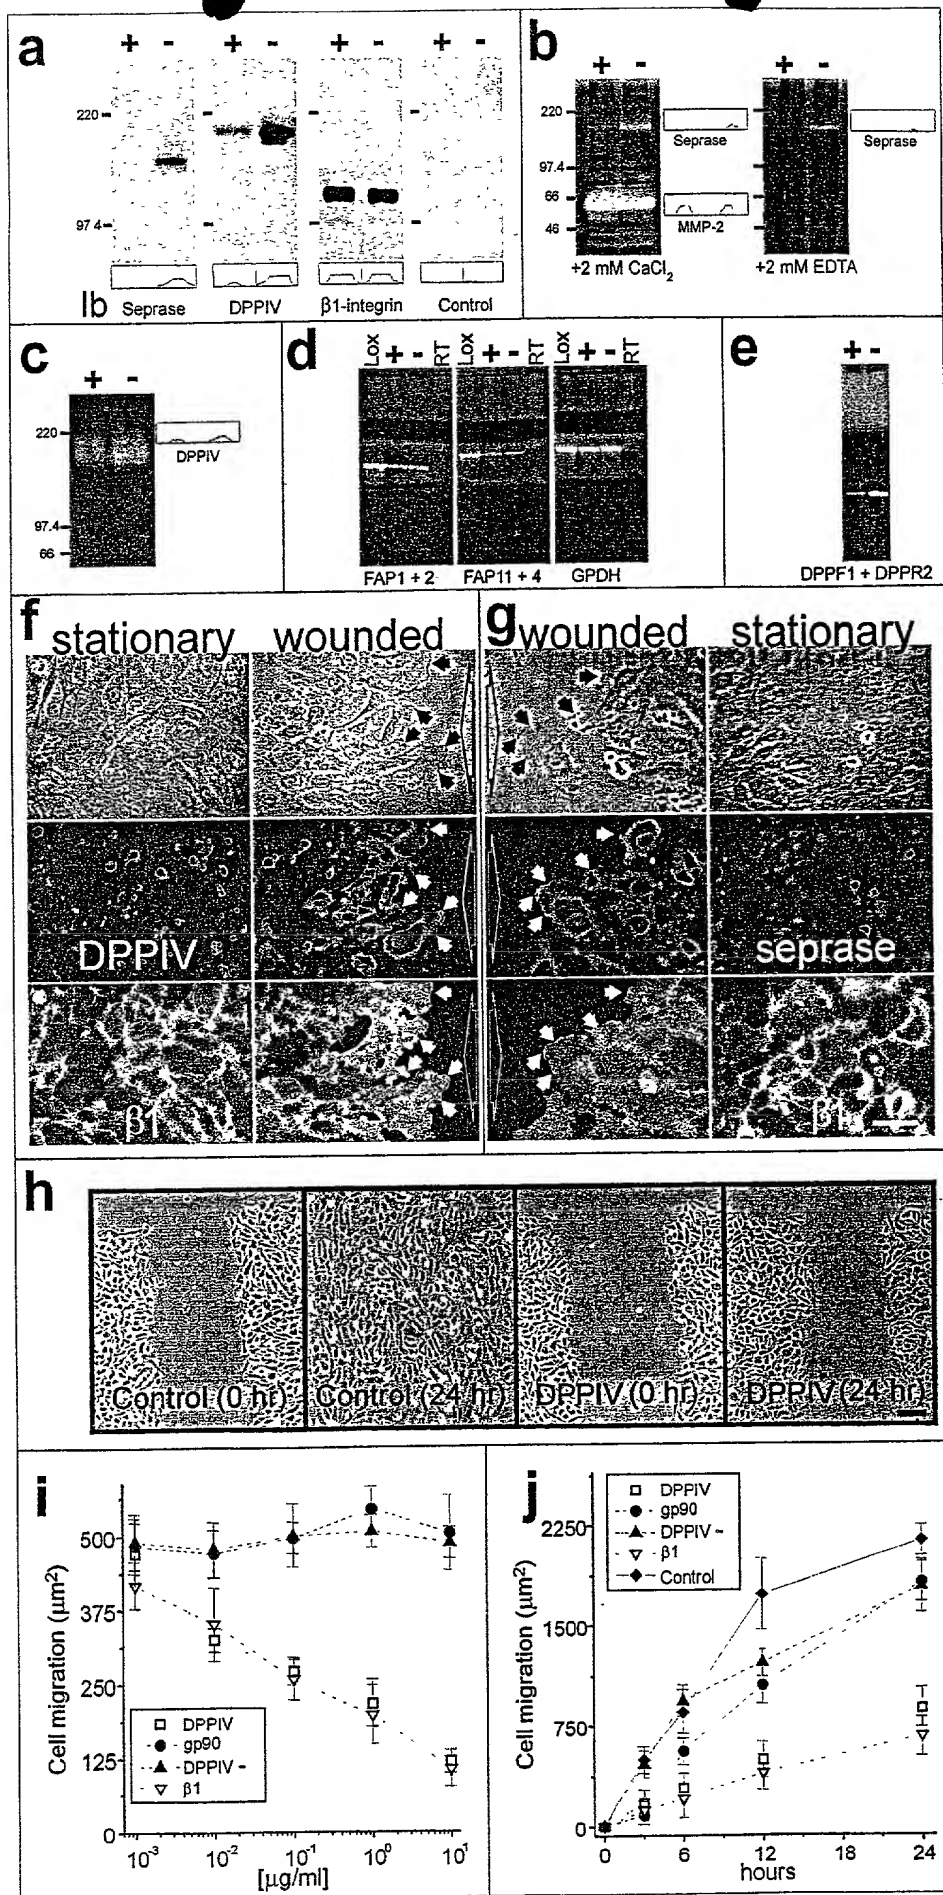 a
+ - + - + - + -
220
97.4
Ib Seprase DPPIV β1-integrin Control
b
+ - + -
220
97.4
66
46
Seprase
MMP-2
Seprase
+2 mM CaCl2 +2 mM EDTA
c
+ -
220
97.4
66
DPPIV
d
Lox + - RT Lox + - RT Lox + - RT
FAP1 + 2 FAP11 + 4 GPDH
e
+ -
DPPF1 + DPPR2
f
stationary wounded
DPPIV
β1
g
wounded stationary
seprase
β1
h
Control (0 hr) Control (24 hr) DPPIV (0 hr) DPPIV (24 hr)
i
Cell migration (μm2)
500
375
250
125
0
DPPIV
gp90
DPPIV -
β1
10-3 10-2 10-1 100 101
[μg/ml]
j
Cell migration (μm2)
2250
1500
750
0
DPPIV
gp90
DPPIV -
β1
Control
0 6 12 18 24
hours